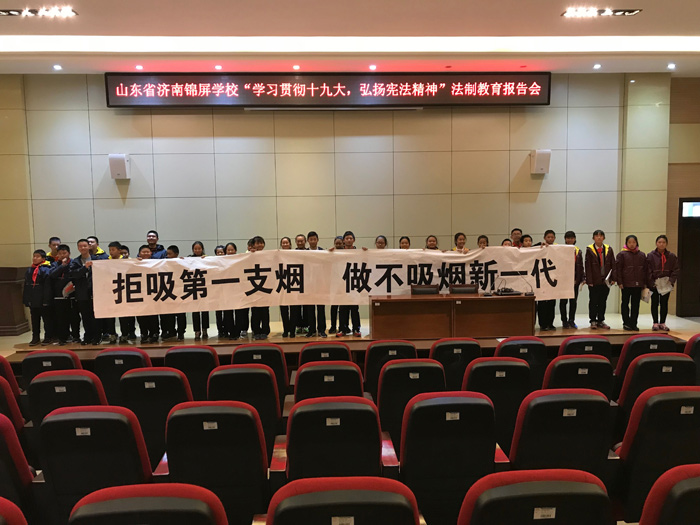 山东省济南锦屏学校“学习贯彻十九大，弘扬宪法精神”法制教育报告会
拒吸第一支烟 做不吸烟新一代